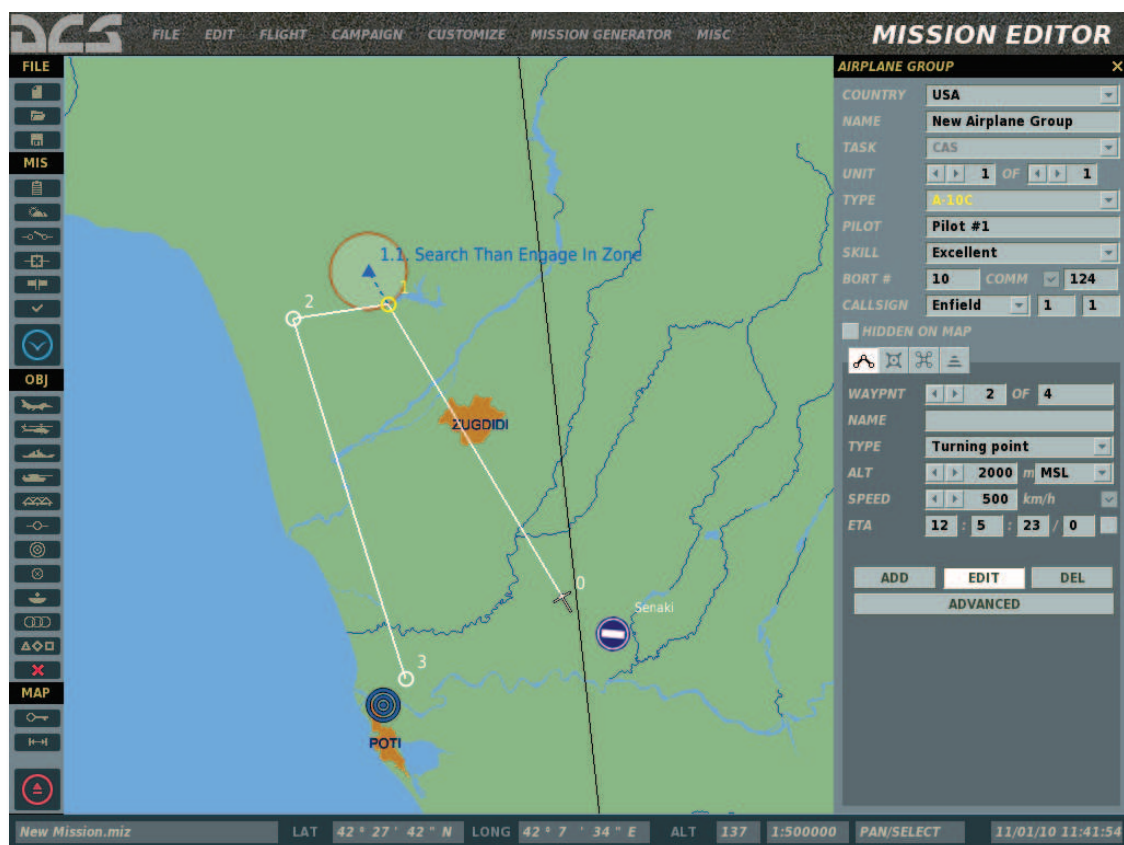 DCS FILE EDIT FLIGHT CAMPAIGN CUSTOMIZE MISSION GENERATOR MISC MISSION EDITOR
FILE
MIS
OBJ
MAP
1.1. Search Than Engage In Zone
1
2
ZUGDIDI
0
Senaki
3
POTI
AIRPLANE GROUP X
COUNTRY USA
NAME New Airplane Group
TASK CAS
UNIT 1 OF 1
TYPE A-10C
PILOT Pilot #1
SKILL Excellent
BORT # 10 COMM 124
CALLSIGN Enfield 1 1
HIDDEN ON MAP
WAYPNT 2 OF 4
NAME
TYPE Turning point
ALT 2000 m MSL
SPEED 500 km/h
ETA 12 : 5 : 23 / 0
ADD EDIT DEL
ADVANCED
New Mission.miz LAT 42 ° 27 ' 42 " N LONG 42 ° 7 ' 34 " E ALT 137 1:500000 PAN/SELECT 11/01/10 11:41:54